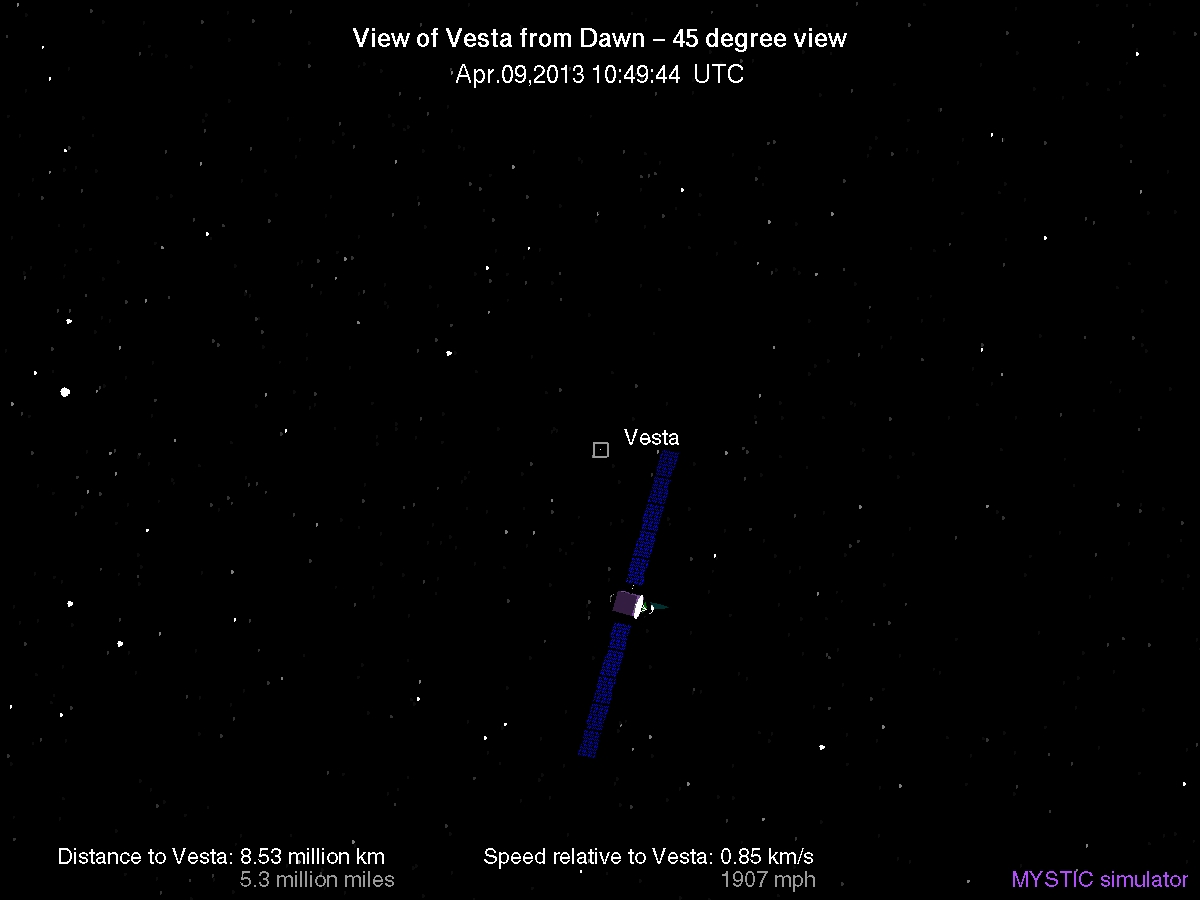 View of Vesta from Dawn – 45 degree view
Apr.09,2013 10:49:44 UTC
Vesta
Distance to Vesta: 8.53 million km
5.3 million miles
Speed relative to Vesta: 0.85 km/s
1907 mph
MYSTIC simulator